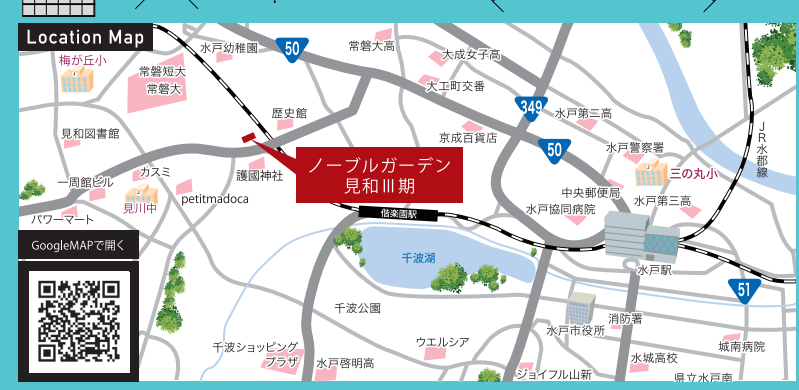 Location Map
梅が丘小
水戸幼稚園
50
常磐大高
大成女子高
常磐短大
常磐大
大工町交番
歴史館
349
水戸第二高
見和図書館
京成百貨店
50
水戸警察署
JR水郡線
ノーブルガーデン
見和Ⅲ期
カスミ
護國神社
三の丸小
一周館ビル
中央郵便局
petitmadoca
見川中
水戸協同病院
水戸第三高
パワーマート
偕楽園駅
GoogleMAPで開く
千波湖
水戸駅
51
千波公園
消防署
水戸市役所
千波ショッピング
プラザ
ウエルシア
城南病院
水戸啓明高
水城高校
ジョイフル山新
県立水戸南